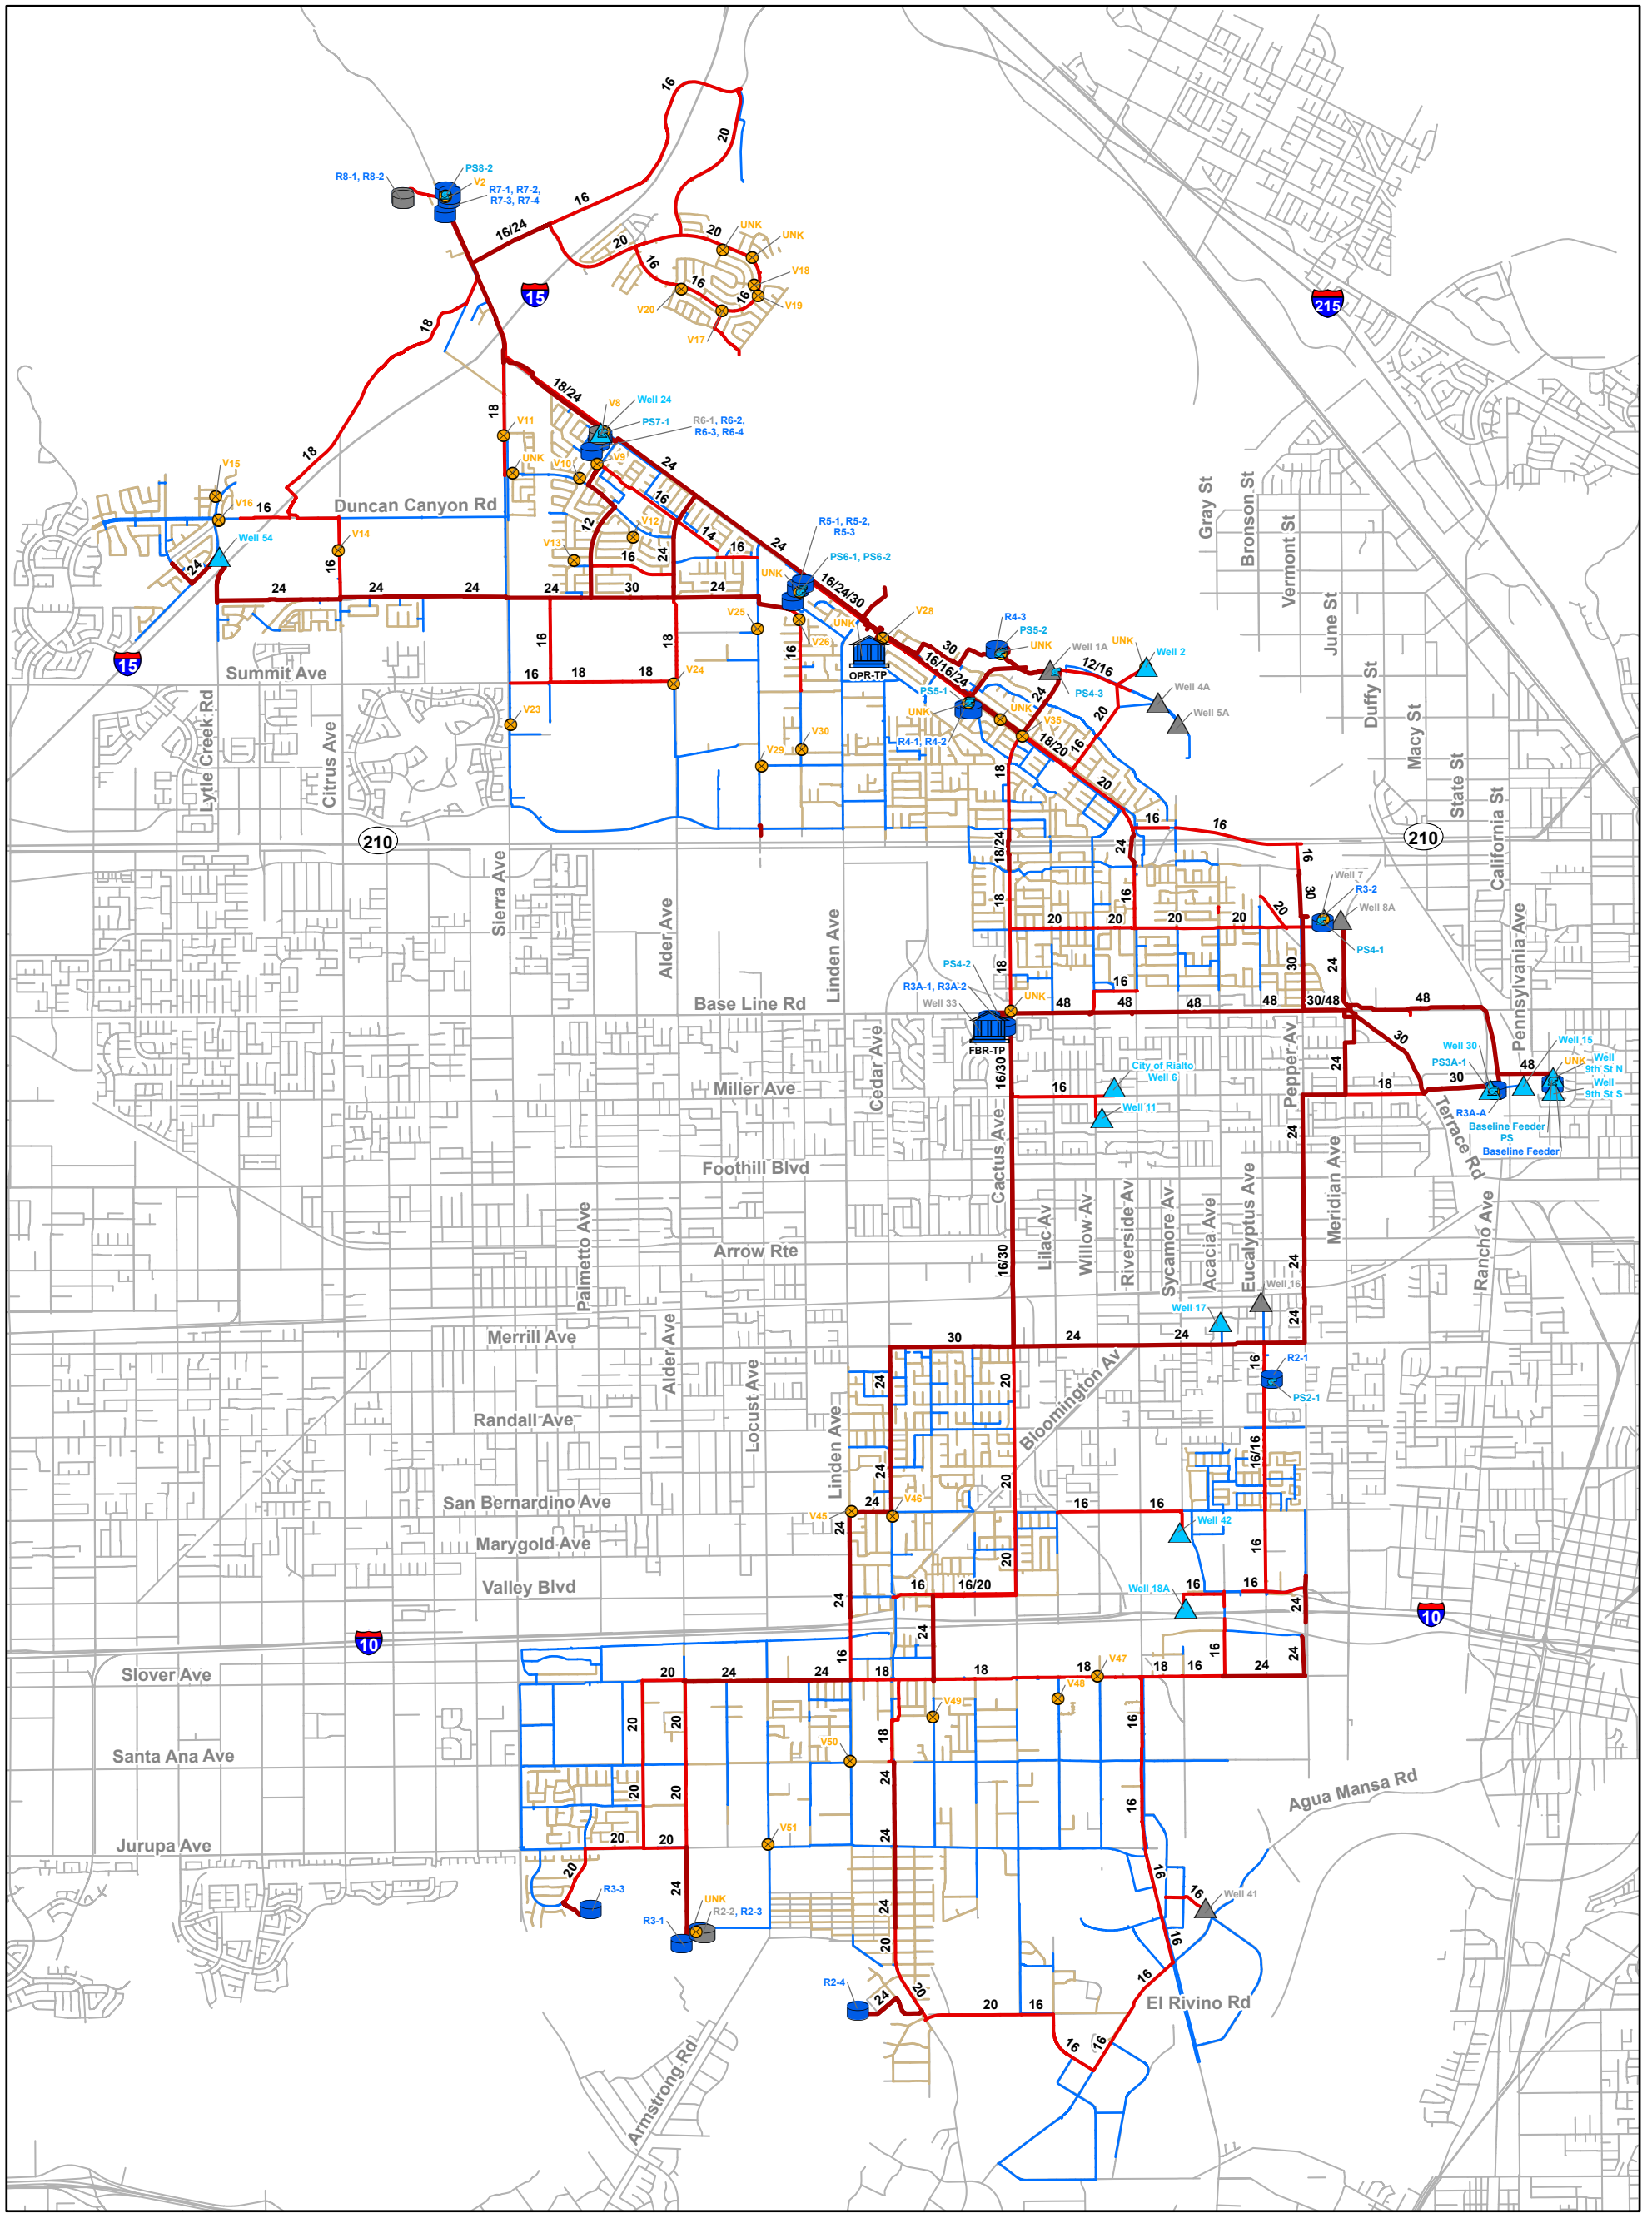 16
20
PS8-2
R8-1, R8-2
V2
R7-1, R7-2,
R7-3, R7-4
16
16/24
20
20
UNK
UNK
16
16
V18
16
V19
V20
V17
15
215
18
18/24
V8
Well 24
18
PS7-1
R6-1, R6-2,
R6-3, R6-4
V11
18
UNK
V10
V9
24
V15
V16
16
Duncan Canyon Rd
16
12
V12
14
Gray St
Bronson St
Vermont St
June St
Well 54
V14
V13
16
24
16
24
R5-1, R5-2,
R5-3
PS6-1, PS6-2
UNK
16
24
24
24
24
24
30
24
16/24/30
V25
UNK
V26
V28
R4-3
PS5-2
UNK
30
OPR-TP
16/16/24
Well 1A
UNK
Well 2
12/16
15
Summit Ave
16
18
16
16
18
18
V24
PS5-1
24
PS4-3
Well 4A
Well 5A
20
Duffy St
Macy St
State St
California St
Lytle Creek Rd
Citrus Ave
V23
UNK
UNK
V35
R4-1, R4-2
V30
V29
18/20
16
18
20
210
210
16
16
16
18/24
24
30
Well 7
R3-2
Well 8A
Sierra Ave
Alder Ave
Linden Ave
18
16
20
20
20
20
20
PS4-1
Pennsylvania Ave
18
PS4-2
30
24
16
R3A-1, R3A-2
Well 33
UNK
Base Line Rd
48
48
48
48
30/48
48
FBR-TP
30
Cedar Ave
16/30
Pepper Av
24
Well 30
Well 15
Well
9th St N
UNK
PS3A-1
48
Well
9th St S
City of Rialto
Well 6
Miller Ave
16
18
30
Well 11
Cactus Ave
24
R3A-A
Baseline Feeder
PS
Baseline Feeder
Terrace Rd
Foothill Blvd
Meridian Ave
Rancho Ave
Palmetto Ave
Lilac Av
Willow Av
Riverside Av
Sycamore Av
Acacia Ave
Eucalyptus Ave
Arrow Rte
16/30
24
Well 16
Well 17
24
Merrill Ave
30
24
24
Alder Ave
Locust Ave
Linden Ave
24
20
Bloomington Av
16
R2-1
PS2-1
Randall Ave
24
20
16/16
San Bernardino Ave
24
V46
V45
16
16
Well 42
24
Marygold Ave
20
16
Valley Blvd
24
16
16/20
Well 18A
16
16
24
10
10
24
16
16
24
Slover Ave
20
24
24
18
18
18
V47
18
16
24
20
20
V48
V49
18
16
V50
Santa Ana Ave
24
20
20
16
Agua Mansa Rd
V51
24
Jurupa Ave
20
20
20
16
16
Well 41
R3-3
24
UNK
R2-2, R2-3
R3-1
24
20
16
R2-4
24
20
16
20
16
El Rivino Rd
16
16
Armstrong Rd